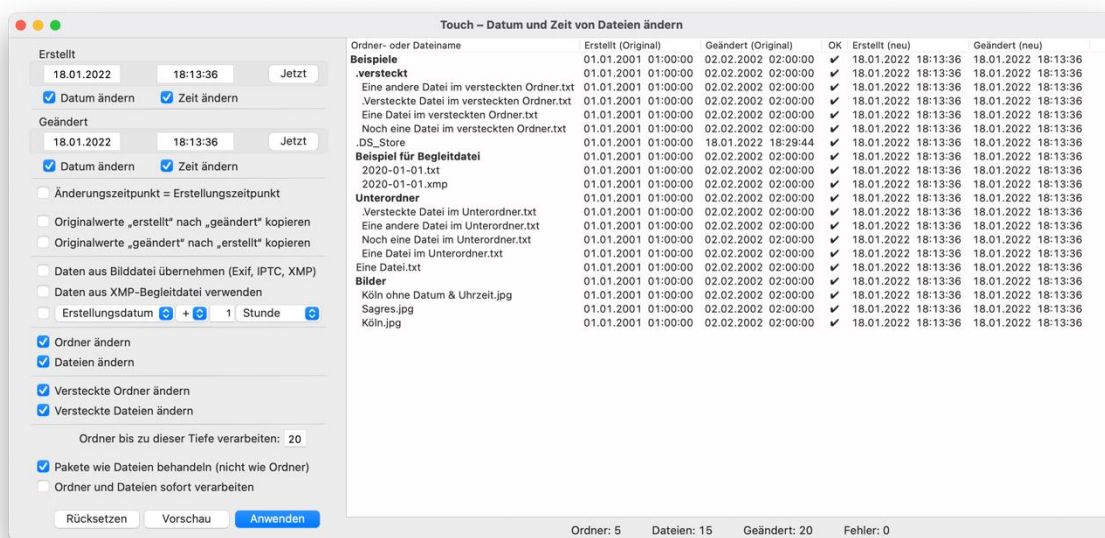 Touch – Datum und Zeit von Dateien ändern
Erstellt
18.01.2022 18:13:36 Jetzt
Datum ändern Zeit ändern
Geändert
18.01.2022 18:13:36 Jetzt
Datum ändern Zeit ändern
Änderungszeitpunkt = Erstellungszeitpunkt
Originalwerte „erstellt“ nach „geändert“ kopieren
Originalwerte „geändert“ nach „erstellt“ kopieren
Daten aus Bilddatei übernehmen (Exif, IPTC, XMP)
Daten aus XMP-Begleitdatei verwenden
Erstellungsdatum + 1 Stunde
Ordner ändern
Dateien ändern
Versteckte Ordner ändern
Versteckte Dateien ändern
Ordner bis zu dieser Tiefe verarbeiten: 20
Pakete wie Dateien behandeln (nicht wie Ordner)
Ordner und Dateien sofort verarbeiten
Rücksetzen Vorschau Anwenden
Ordner- oder Dateiname Erstellt (Original) Geändert (Original) OK Erstellt (neu) Geändert (neu)
Beispiele 01.01.2001 01:00:00 02.02.2002 02:00:00 ✔ 18.01.2022 18:13:36 18.01.2022 18:13:36
.versteckt 01.01.2001 01:00:00 02.02.2002 02:00:00 ✔ 18.01.2022 18:13:36 18.01.2022 18:13:36
Eine andere Datei im versteckten Ordner.txt 01.01.2001 01:00:00 02.02.2002 02:00:00 ✔ 18.01.2022 18:13:36 18.01.2022 18:13:36
.Versteckte Datei im versteckten Ordner.txt 01.01.2001 01:00:00 02.02.2002 02:00:00 ✔ 18.01.2022 18:13:36 18.01.2022 18:13:36
Eine Datei im versteckten Ordner.txt 01.01.2001 01:00:00 02.02.2002 02:00:00 ✔ 18.01.2022 18:13:36 18.01.2022 18:13:36
Noch eine Datei im versteckten Ordner.txt 01.01.2001 01:00:00 02.02.2002 02:00:00 ✔ 18.01.2022 18:13:36 18.01.2022 18:13:36
.DS_Store 01.01.2001 01:00:00 18.01.2022 18:29:44 ✔ 18.01.2022 18:13:36 18.01.2022 18:13:36
Beispiel für Begleitdatei 01.01.2001 01:00:00 02.02.2002 02:00:00 ✔ 18.01.2022 18:13:36 18.01.2022 18:13:36
2020-01-01.txt 01.01.2001 01:00:00 02.02.2002 02:00:00 ✔ 18.01.2022 18:13:36 18.01.2022 18:13:36
2020-01-01.xmp 01.01.2001 01:00:00 02.02.2002 02:00:00 ✔ 18.01.2022 18:13:36 18.01.2022 18:13:36
Unterordner 01.01.2001 01:00:00 02.02.2002 02:00:00 ✔ 18.01.2022 18:13:36 18.01.2022 18:13:36
.Versteckte Datei im Unterordner.txt 01.01.2001 01:00:00 02.02.2002 02:00:00 ✔ 18.01.2022 18:13:36 18.01.2022 18:13:36
Eine andere Datei im Unterordner.txt 01.01.2001 01:00:00 02.02.2002 02:00:00 ✔ 18.01.2022 18:13:36 18.01.2022 18:13:36
Noch eine Datei im Unterordner.txt 01.01.2001 01:00:00 02.02.2002 02:00:00 ✔ 18.01.2022 18:13:36 18.01.2022 18:13:36
Eine Datei im Unterordner.txt 01.01.2001 01:00:00 02.02.2002 02:00:00 ✔ 18.01.2022 18:13:36 18.01.2022 18:13:36
Eine Datei.txt 01.01.2001 01:00:00 02.02.2002 02:00:00 ✔ 18.01.2022 18:13:36 18.01.2022 18:13:36
Bilder 01.01.2001 01:00:00 02.02.2002 02:00:00 ✔ 18.01.2022 18:13:36 18.01.2022 18:13:36
Köln ohne Datum & Uhrzeit.jpg 01.01.2001 01:00:00 02.02.2002 02:00:00 ✔ 18.01.2022 18:13:36 18.01.2022 18:13:36
Sagres.jpg 01.01.2001 01:00:00 02.02.2002 02:00:00 ✔ 18.01.2022 18:13:36 18.01.2022 18:13:36
Köln.jpg 01.01.2001 01:00:00 02.02.2002 02:00:00 ✔ 18.01.2022 18:13:36 18.01.2022 18:13:36
Ordner: 5 Dateien: 15 Geändert: 20 Fehler: 0